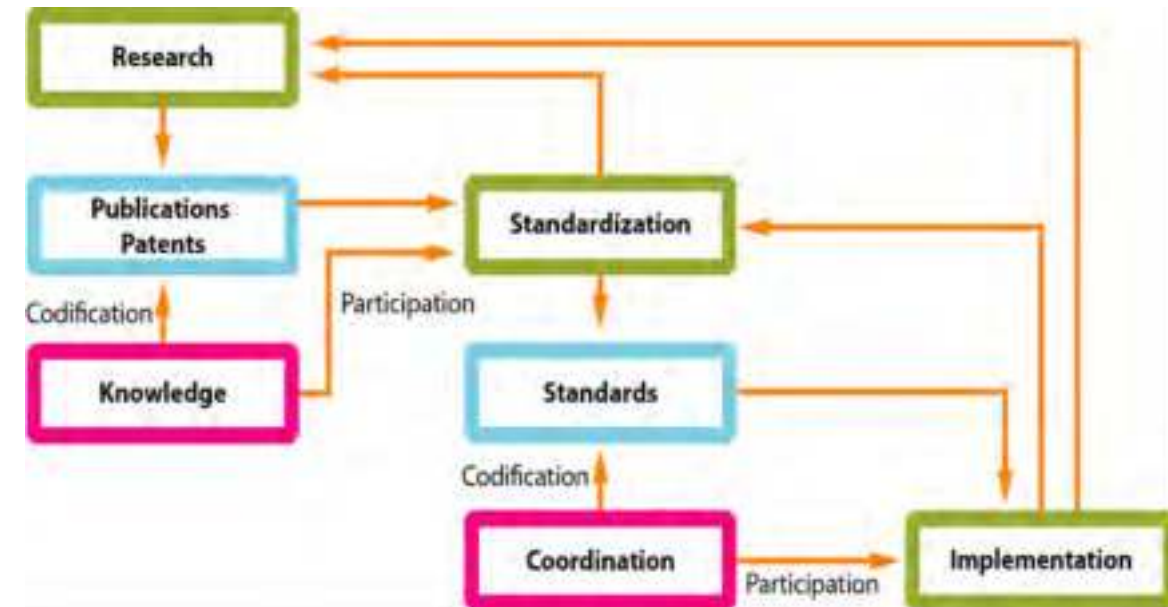 Research
Publications
Patents
Standardization
Codification
Participation
Knowledge
Standards
Codification
Coordination
Participation
Implementation